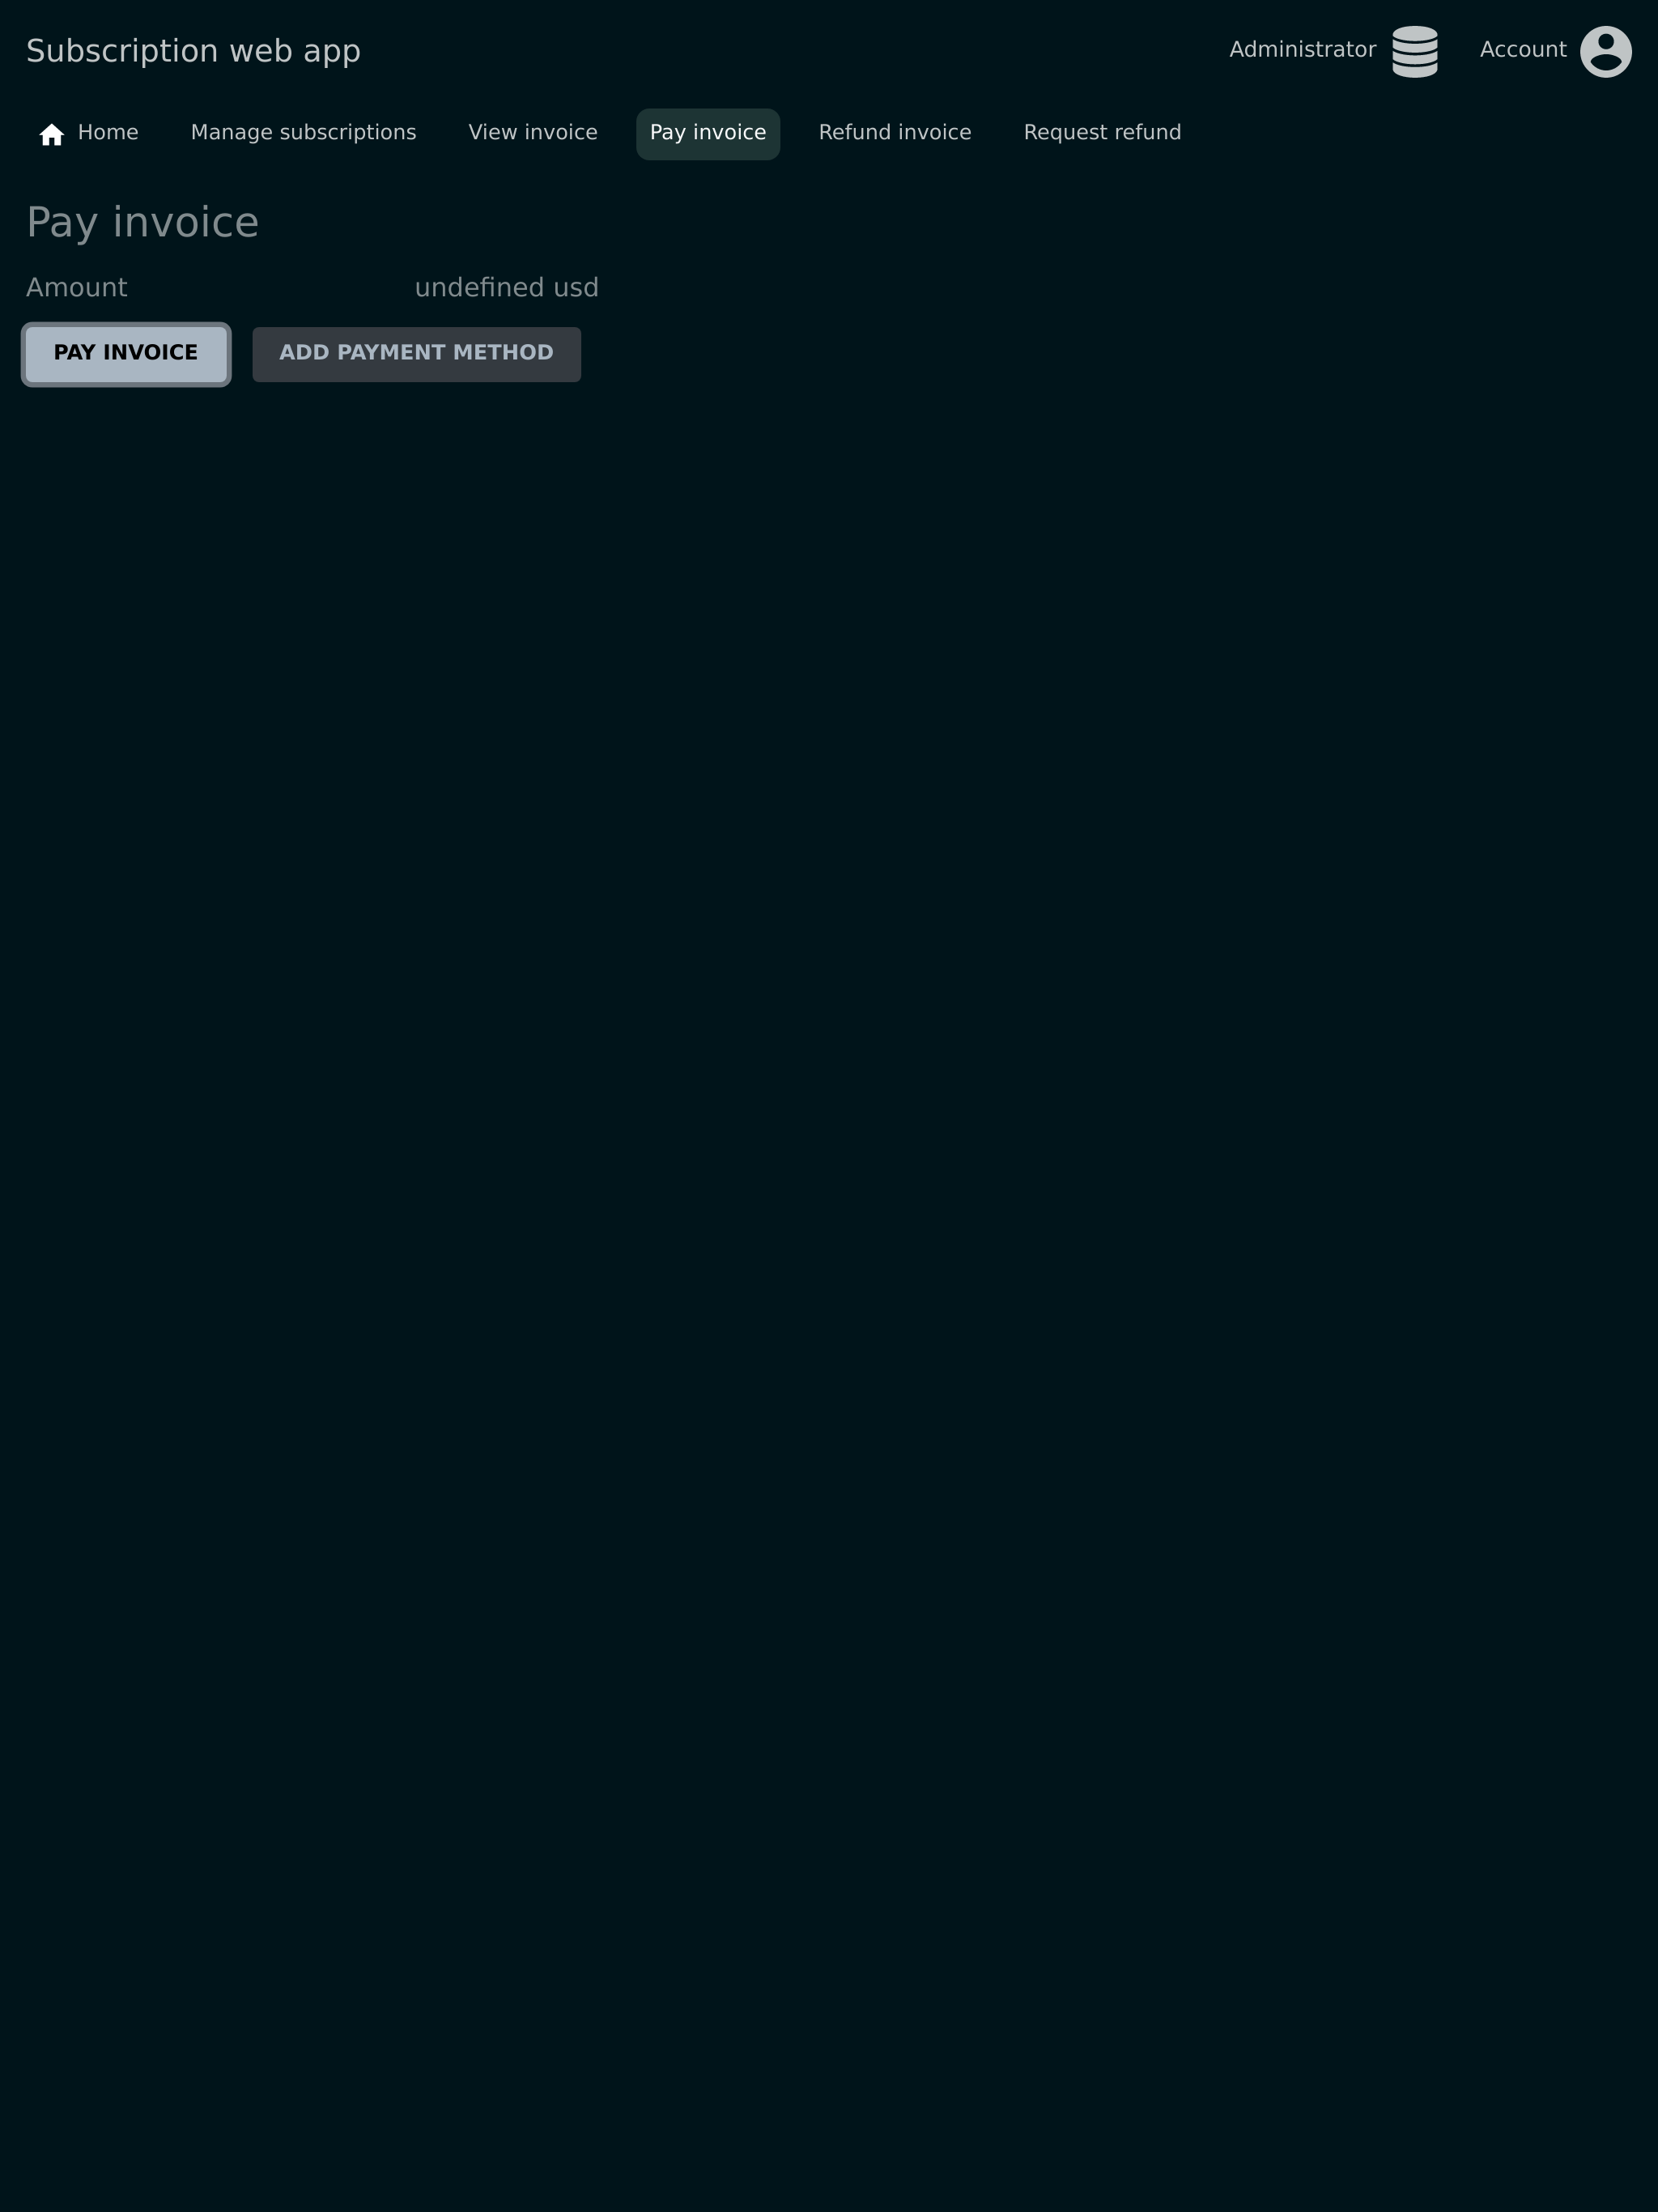 Subscription web app
Administrator
Account
Home
Manage subscriptions
View invoice
Pay invoice
Refund invoice
Request refund
Pay invoice
Amount
undefined usd
PAY INVOICE
ADD PAYMENT METHOD